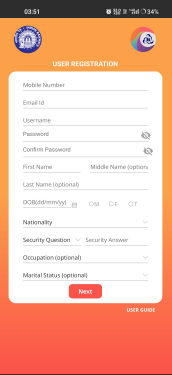 03:51
34%
USER REGISTRATION
Mobile Number
Email Id
Username
Password
Confirm Password
First Name Middle Name (option
Last Name (optional)
DOB(dd/mm/yy) M F T
Nationality
Security Question Security Answer
Occupation (optional)
Marital Status (optional)
Next
USER GUIDE